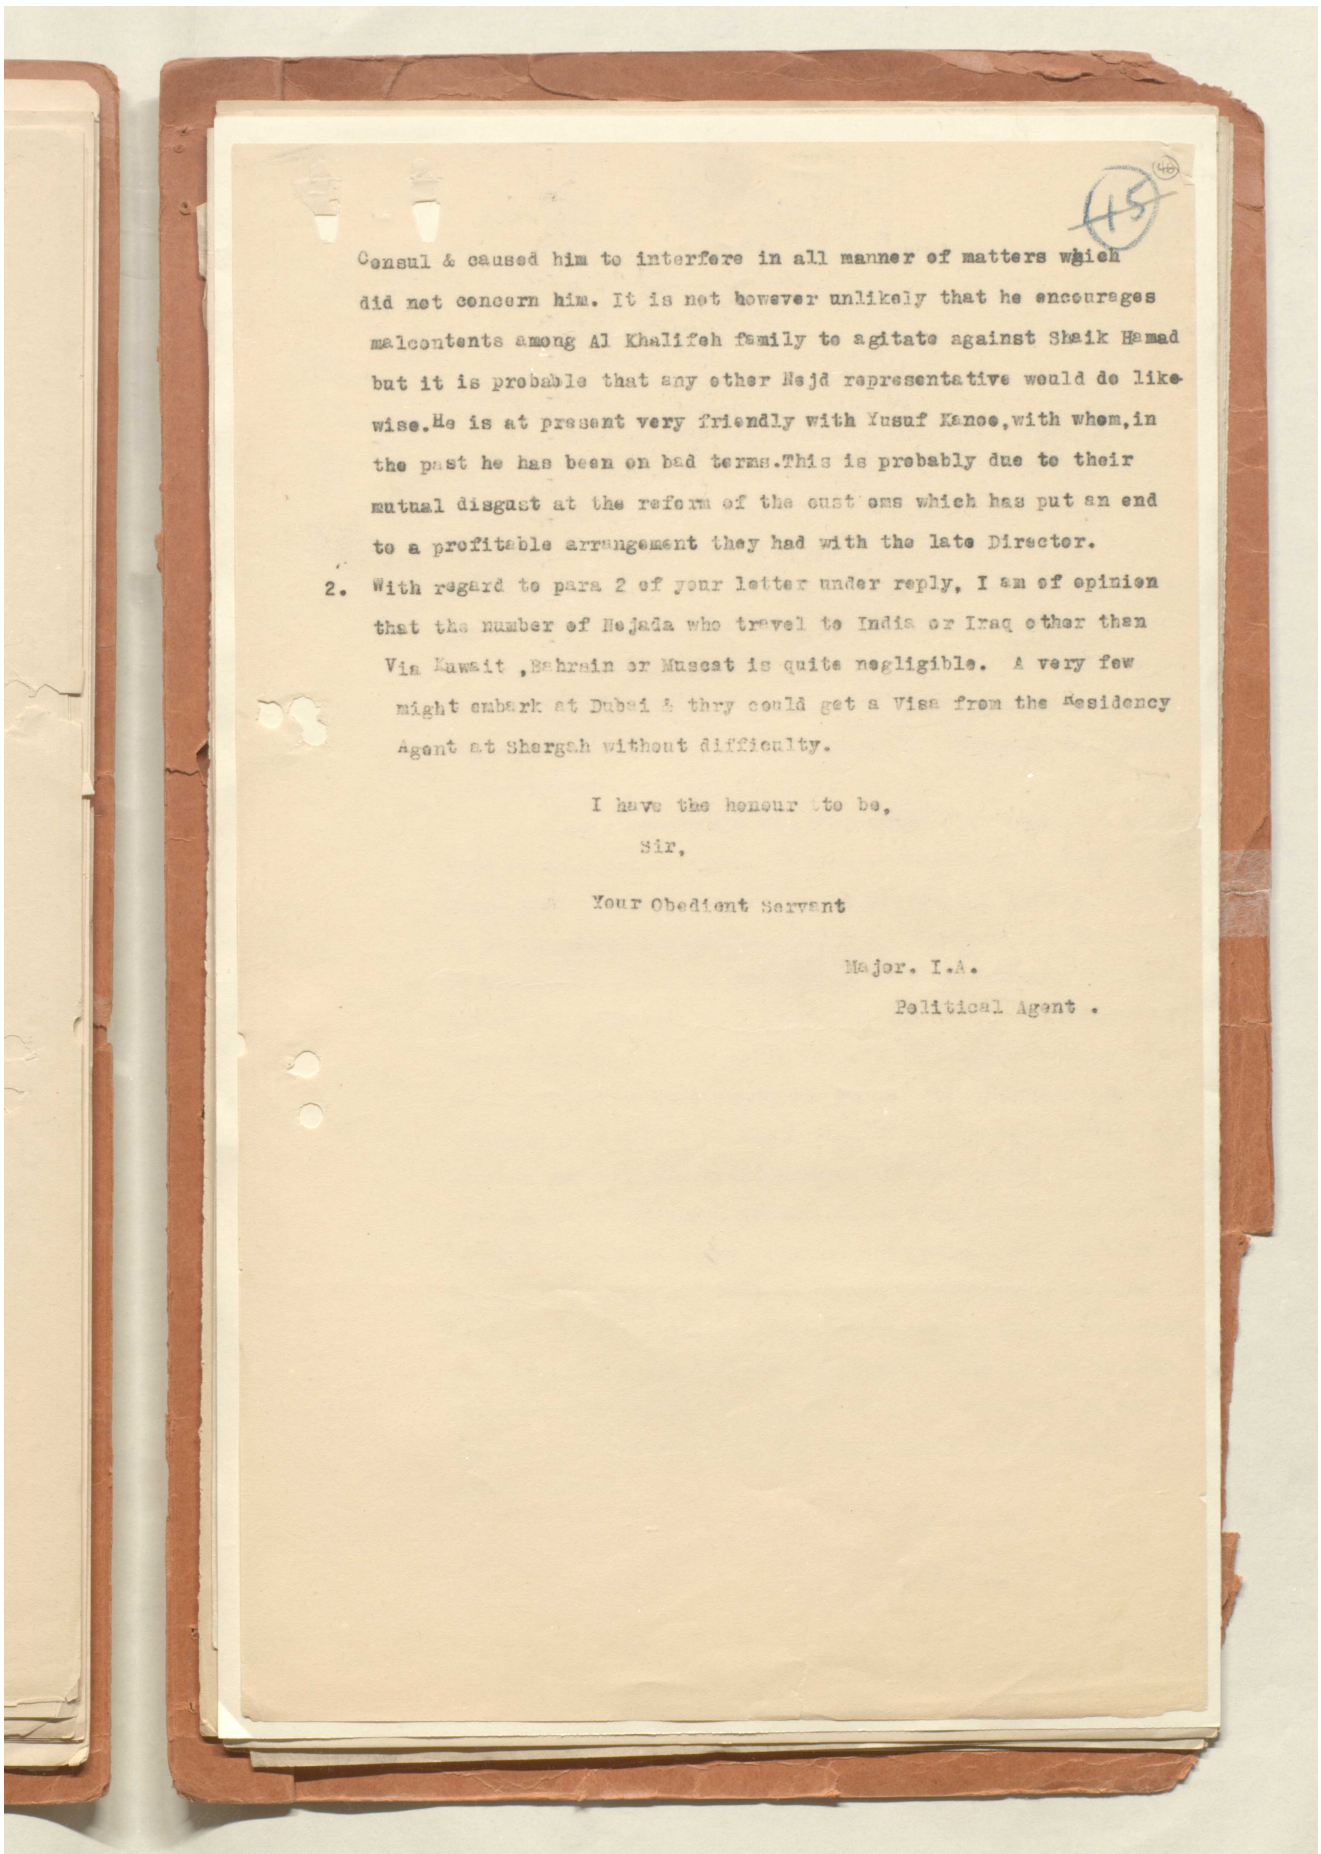 40
45
Consul & caused him to interfere in all manner of matters which
did not concern him. It is not however unlikely that he encourages
malcontents among Al Khalifeh family to agitate against Shaik Hamad
but it is probable that any other Nejd representative would do like-
wise.He is at present very friendly with Yusuf Kanoo,with whom,in
the past he has been on bad terms.This is probably due to their
mutual disgust at the reform of the customs which has put an end
to a profitable arrangement they had with the late Director.
2. With regard to para 2 of your letter under reply, I am of opinion
that the number of Nejada who travel to India or Iraq other than
Via Kuwait ,Bahrain or Muscat is quite negligible. A very few
might embark at Dubai & thry could get a Visa from the Residency
Agent at Shargah without difficulty.
I have the honour tto be,
Sir,
Your Obedient Servant
Major. I.A.
Political Agent .